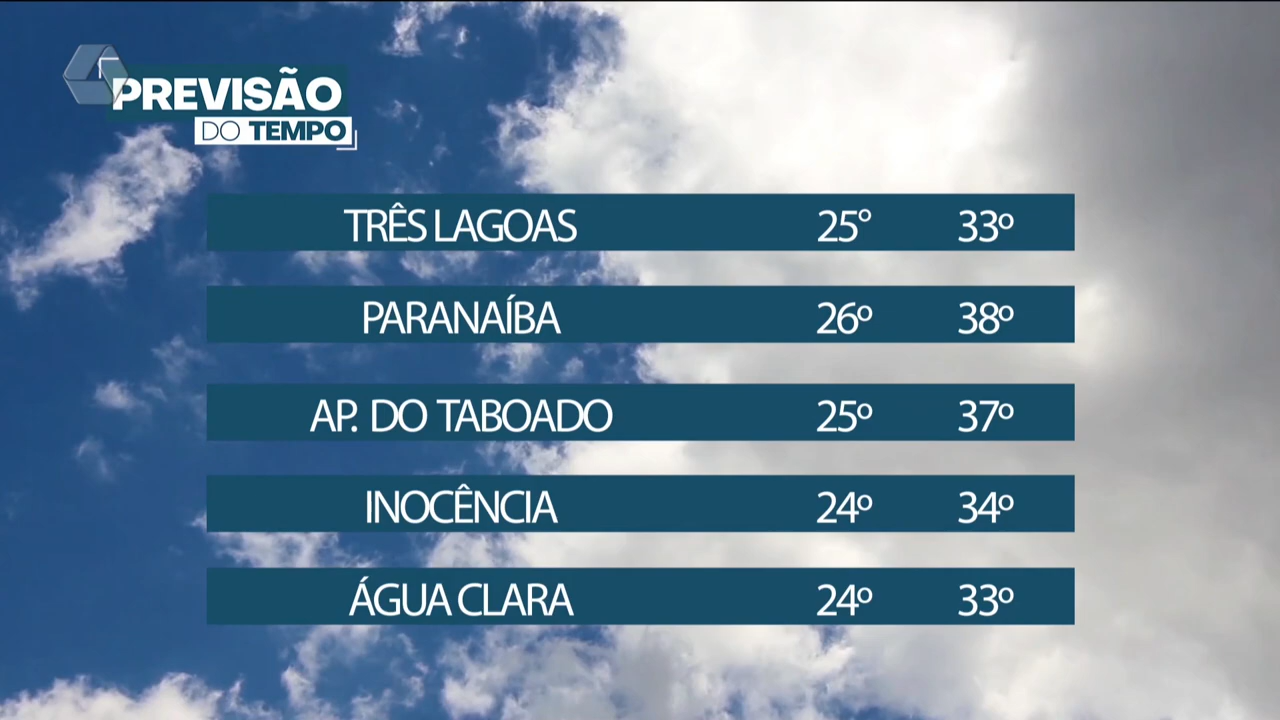 PREVISÃO
DO TEMPO
TRÊS LAGOAS 25° 33º
PARANAÍBA 26º 38º
AP. DO TABOADO 25º 37º
INOCÊNCIA 24º 34º
ÁGUA CLARA 24º 33º